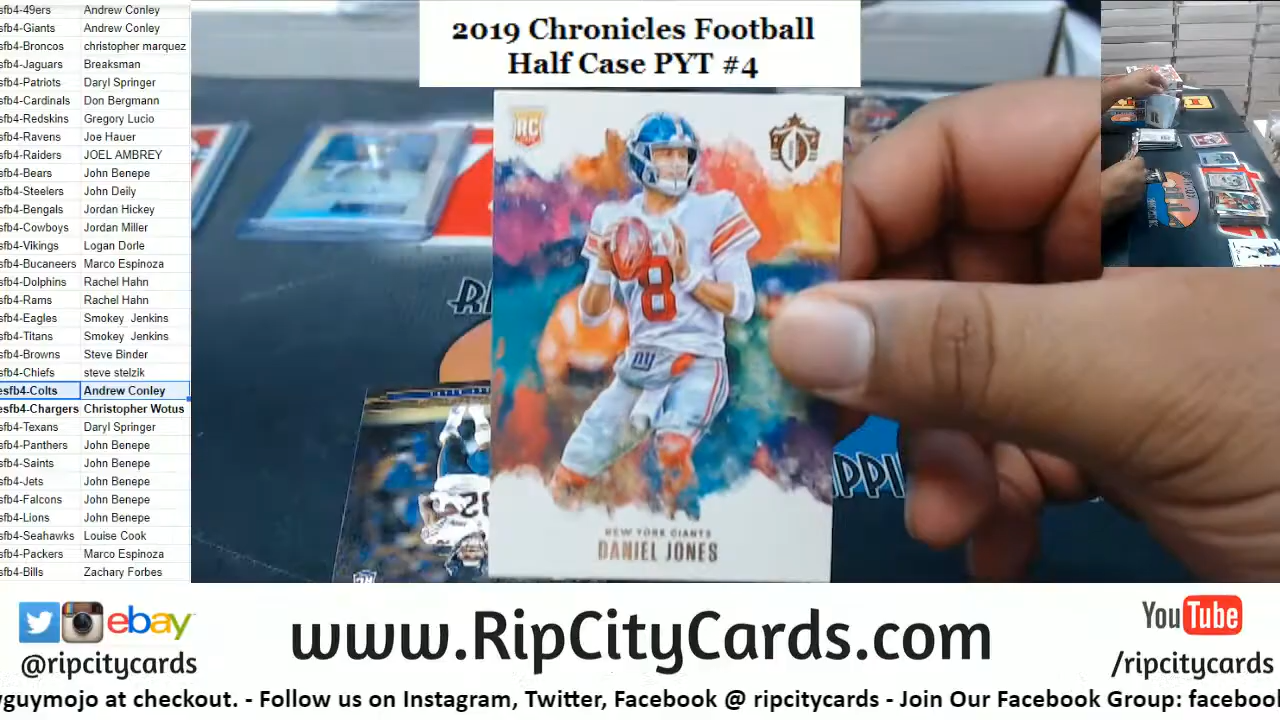 sfb4-49ers Andrew Conley
sfb4-Giants Andrew Conley
sfb4-Broncos christopher marquez
sfb4-Jaguars Breaksman
sfb4-Patriots Daryl Springer
sfb4-Cardinals Don Bergmann
sfb4-Redskins Gregory Lucio
sfb4-Ravens Joe Hauer
sfb4-Raiders JOEL AMBREY
sfb4-Bears John Benepe
sfb4-Steelers John Deily
sfb4-Bengals Jordan Hickey
sfb4-Cowboys Jordan Miller
sfb4-Vikings Logan Dorle
sfb4-Bucaneers Marco Espinoza
sfb4-Dolphins Rachel Hahn
sfb4-Rams Rachel Hahn
sfb4-Eagles Smokey Jenkins
sfb4-Titans Smokey Jenkins
sfb4-Browns Steve Binder
sfb4-Chiefs steve stelzik
esfb4-Colts Andrew Conley
esfb4-Chargers Christopher Wotus
sfb4-Texans Daryl Springer
sfb4-Panthers John Benepe
sfb4-Saints John Benepe
sfb4-Jets John Benepe
sfb4-Falcons John Benepe
sfb4-Lions John Benepe
sfb4-Seahawks Louise Cook
sfb4-Packers Marco Espinoza
sfb4-Bills Zachary Forbes
2019 Chronicles Football
Half Case PYT #4
RC
8
ny
NEW YORK GIANTS
DANIEL JONES
ebay
@ripcitycards
www.RipCityCards.com
YouTube
/ripcitycards
yguymojo at checkout. - Follow us on Instagram, Twitter, Facebook @ ripcitycards - Join Our Facebook Group: faceboo